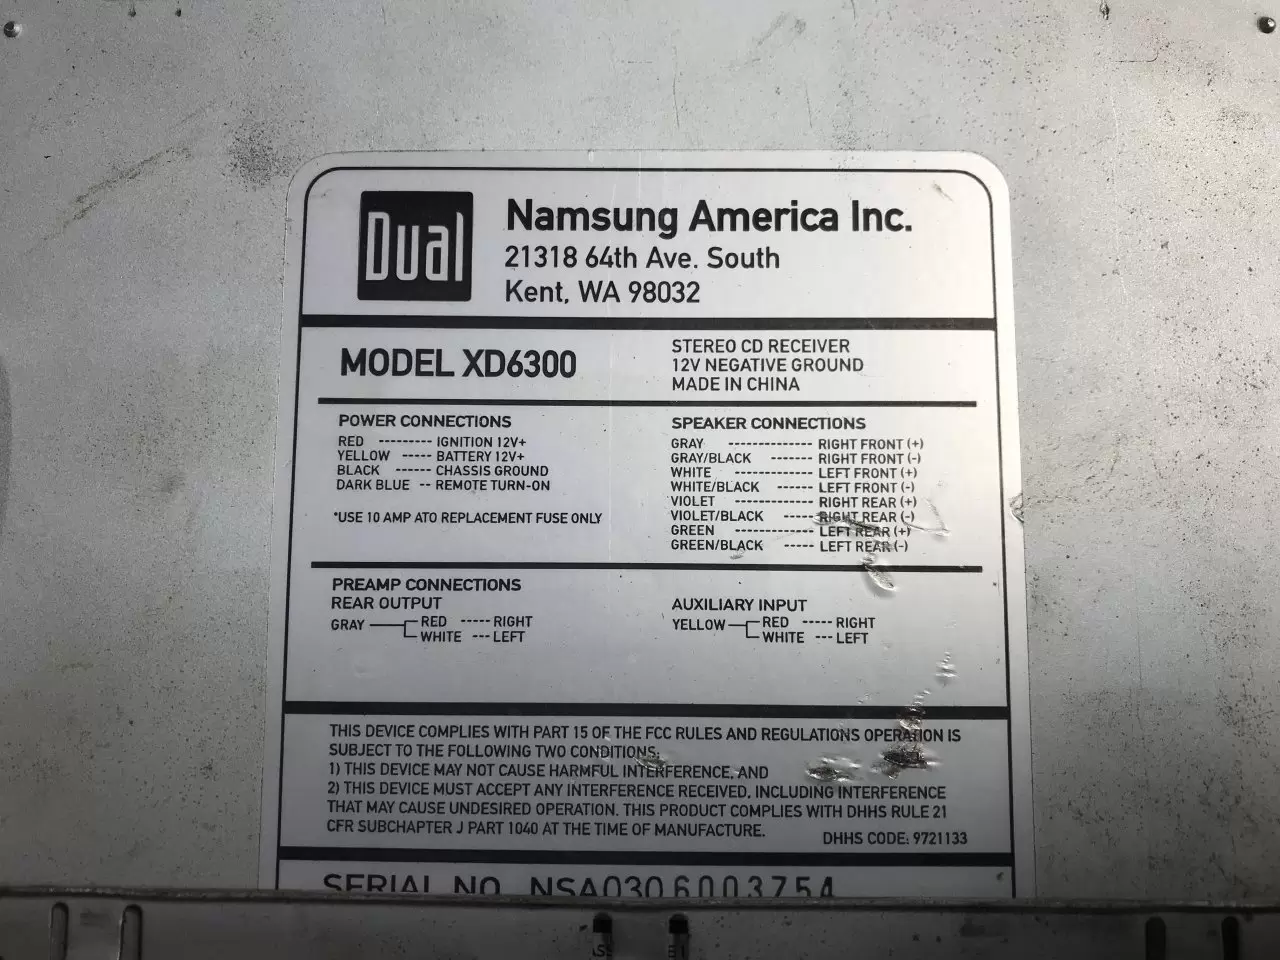 Dual
Namsung America Inc.
21318 64th Ave. South
Kent, WA 98032
MODEL XD6300
STEREO CD RECEIVER
12V NEGATIVE GROUND
MADE IN CHINA
POWER CONNECTIONS
RED --------- IGNITION 12V+
YELLOW ----- BATTERY 12V+
BLACK ----- CHASSIS GROUND
DARK BLUE -- REMOTE TURN-ON
*USE 10 AMP ATO REPLACEMENT FUSE ONLY
SPEAKER CONNECTIONS
GRAY ------------- RIGHT FRONT (+)
GRAY/BLACK ------- RIGHT FRONT (-)
WHITE ------------ LEFT FRONT (+)
WHITE/BLACK ------ LEFT FRONT (-)
VIOLET ------------ RIGHT REAR (+)
VIOLET/BLACK ----- RIGHT REAR (-)
GREEN ------------ LEFT REAR (+)
GREEN/BLACK ----- LEFT REAR (-)
PREAMP CONNECTIONS
REAR OUTPUT
GRAY RED ----- RIGHT
WHITE --- LEFT
AUXILIARY INPUT
YELLOW RED ----- RIGHT
WHITE --- LEFT
THIS DEVICE COMPLIES WITH PART 15 OF THE FCC RULES AND REGULATIONS OPERATION IS
SUBJECT TO THE FOLLOWING TWO CONDITIONS:
1) THIS DEVICE MAY NOT CAUSE HARMFUL INTERFERENCE, AND
2) THIS DEVICE MUST ACCEPT ANY INTERFERENCE RECEIVED, INCLUDING INTERFERENCE
THAT MAY CAUSE UNDESIRED OPERATION. THIS PRODUCT COMPLIES WITH DHHS RULE 21
CFR SUBCHAPTER J PART 1040 AT THE TIME OF MANUFACTURE.
DHHS CODE: 9721133
SERIAL NO. NSA0306003754